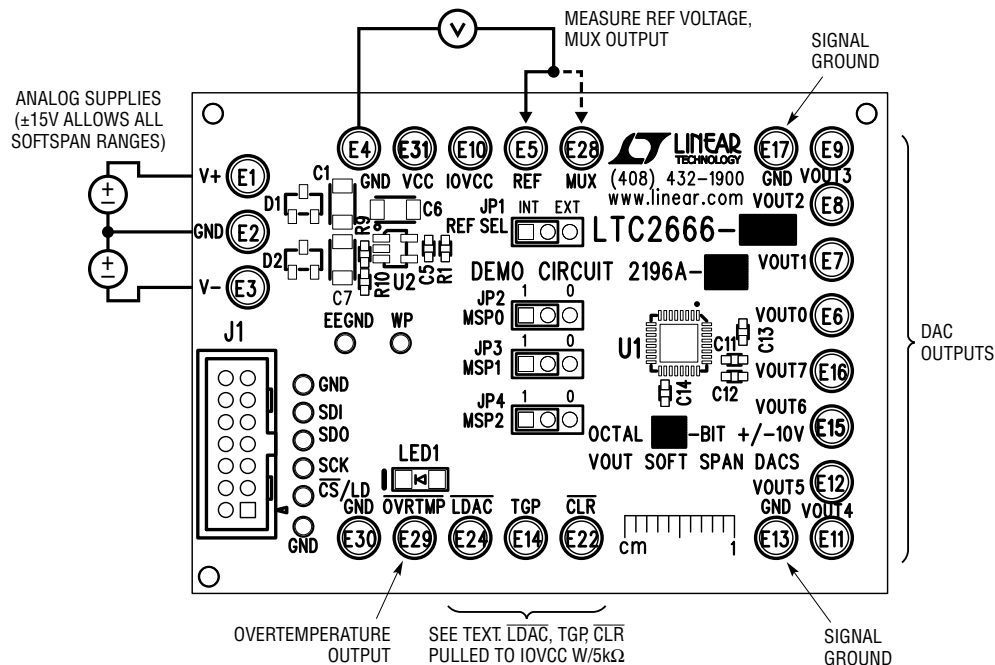 MEASURE REF VOLTAGE,
MUX OUTPUT
V
SIGNAL
GROUND
ANALOG SUPPLIES
(±15V ALLOWS ALL
SOFTSPAN RANGES)
E4
E31
E10
E5
E28
LINEAR
TECHNOLOGY
E17
E9
GND
VCC
IOVCC
REF
MUX
(408) 432-1900
www.linear.com
GND
VOUT3
V+
E1
D1
C1
C6
JP1
INT
EXT
REF SEL
LTC2666-
VOUT2
E8
GND
E2
R9
D2
C7
R10
U2
C5
R1
DEMO CIRCUIT 2196A-
VOUT1
E7
V-
E3
J1
EEGND
WP
JP2
MSP0
1
0
JP3
MSP1
1
0
JP4
MSP2
1
0
U1
C11
C13
C12
C14
VOUT0
E6
VOUT7
E16
VOUT6
E15
DAC
OUTPUTS
GND
SDI
SDO
SCK
CS/LD
GND
LED1
OCTAL
-BIT +/-10V
VOUT SOFT SPAN DACS
VOUT5
E12
GND
VOUT4
GND
OVRTMP
LDAC
TGP
CLR
E30
E29
E24
E14
E22
cm
1
E13
E11
OVERTEMPERATURE
OUTPUT
SEE TEXT. LDAC, TGP, CLR
PULLED TO IOVCC W/5kΩ
SIGNAL
GROUND